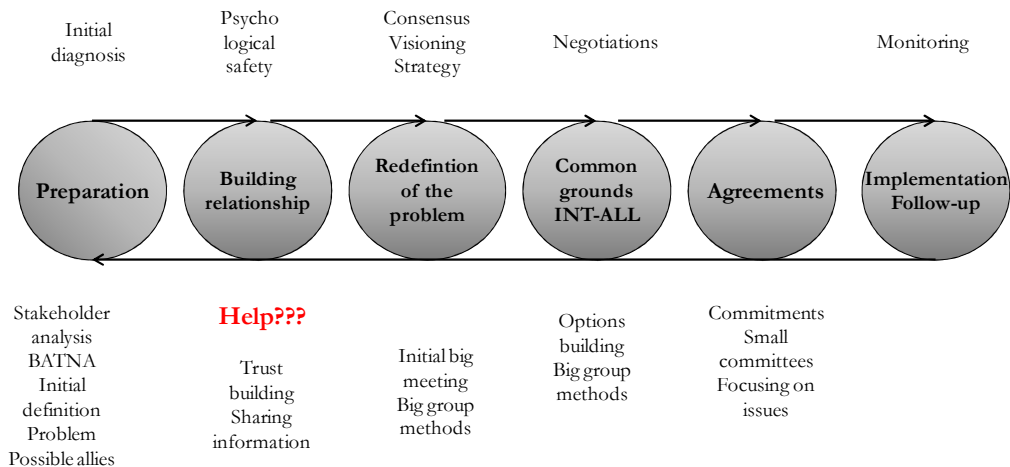 Initial
diagnosis
Psycho
logical
safety
Consensus
Visioning
Strategy
Negotiations
Monitoring
Preparation
Building
relationship
Redefintion
of the
problem
Common
grounds
INT-ALL
Agreements
Implementation
Follow-up
Stakeholder
analysis
BATNA
Initial
definition
Problem
Possible allies
Help???
Trust
building
Sharing
information
Initial big
meeting
Big group
methods
Options
building
Big group
methods
Commitments
Small
committees
Focusing on
issues